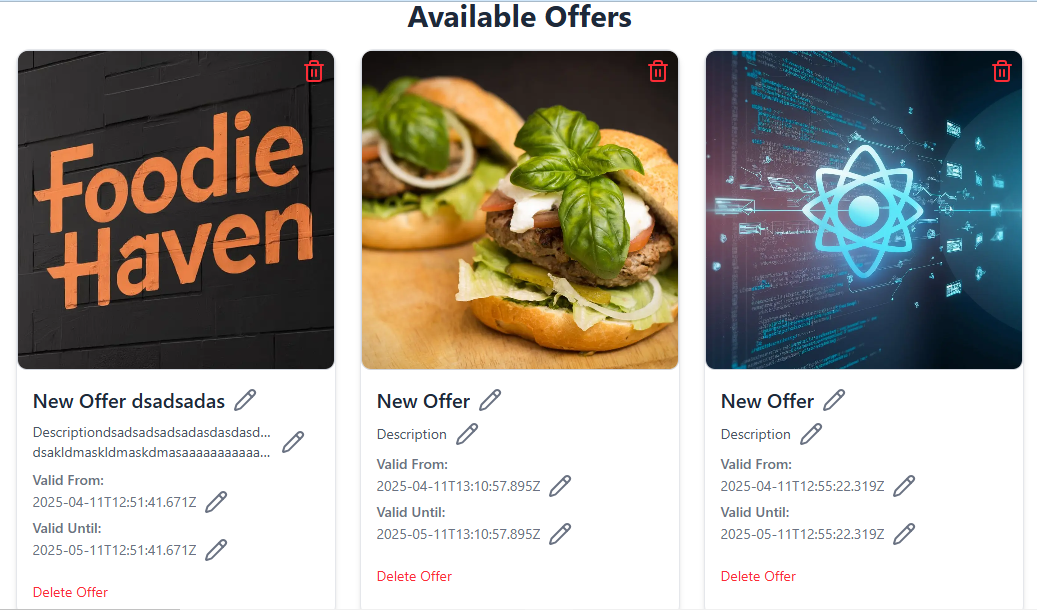 Available Offers
Foodie
Haven
New Offer dsadsadas
Descriptiondsadsadsadsadasdasdasd...
dsakldmaskldmaskdmasaaaaaaaaaaa...
Valid From:
2025-04-11T12:51:41.671Z
Valid Until:
2025-05-11T12:51:41.671Z
Delete Offer
New Offer
Description
Valid From:
2025-04-11T13:10:57.895Z
Valid Until:
2025-05-11T13:10:57.895Z
Delete Offer
New Offer
Description
Valid From:
2025-04-11T12:55:22.319Z
Valid Until:
2025-05-11T12:55:22.319Z
Delete Offer